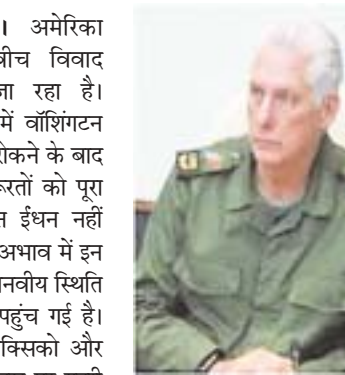 । अमेरिका
बीच विवाद
जा रहा है।
में वॉशिंगटन
रोकने के बाद
रूरतों को पूरा
ईंधन नहीं
अभाव में इन
नवीय स्थिति
पहुंच गई है।
क्सिको और